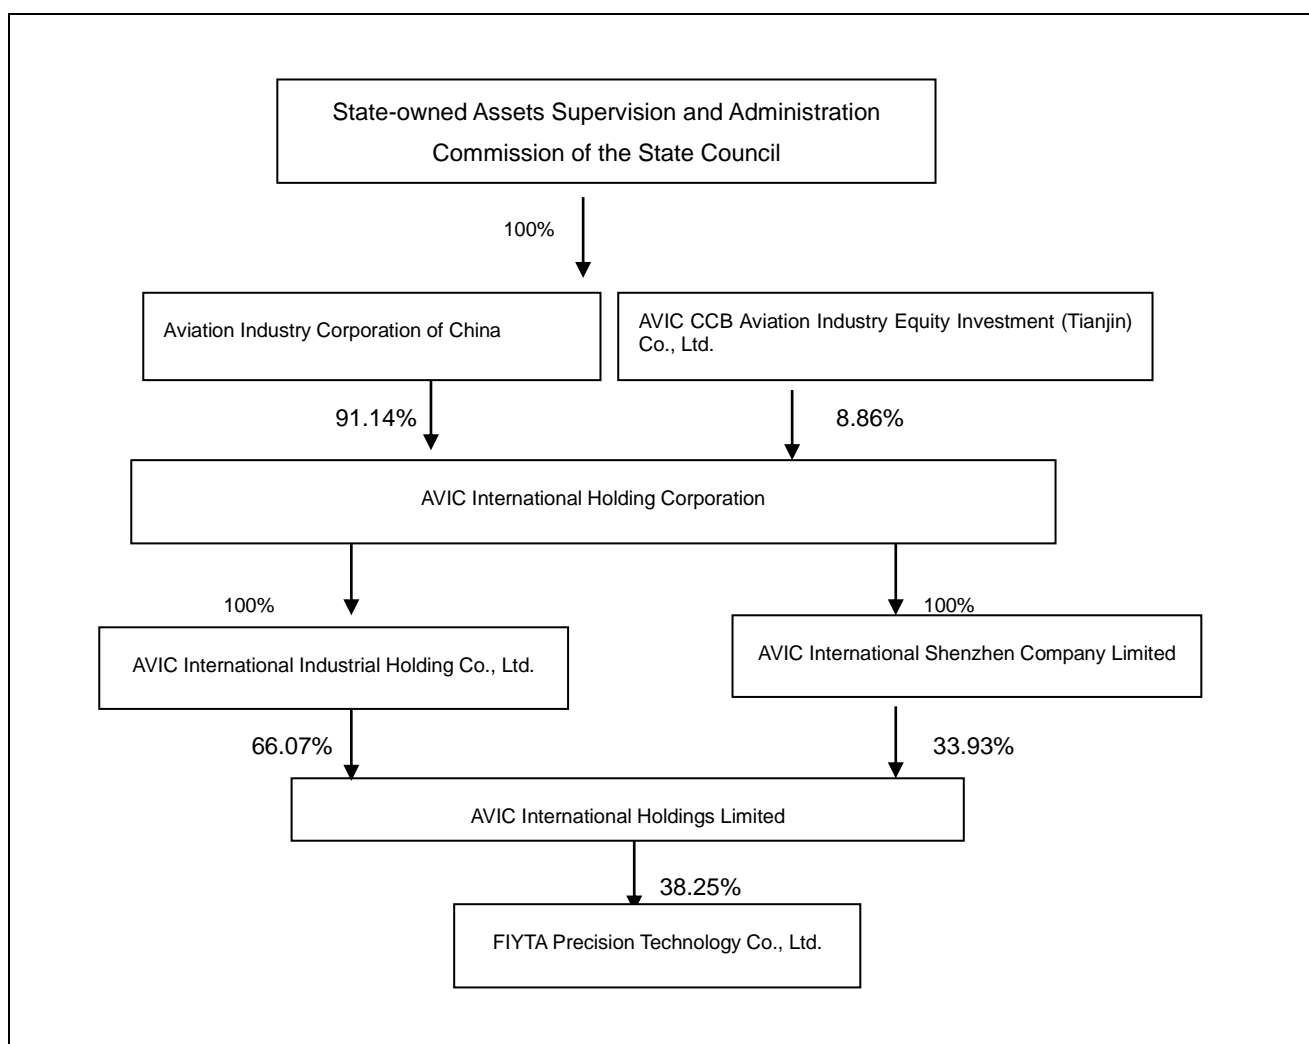 State-owned Assets Supervision and Administration
Commission of the State Council
100%
Aviation Industry Corporation of China
AVIC CCB Aviation Industry Equity Investment (Tianjin)
Co., Ltd.
91.14%
8.86%
AVIC International Holding Corporation
100%
100%
AVIC International Industrial Holding Co., Ltd.
AVIC International Shenzhen Company Limited
66.07%
33.93%
AVIC International Holdings Limited
38.25%
FIYTA Precision Technology Co., Ltd.